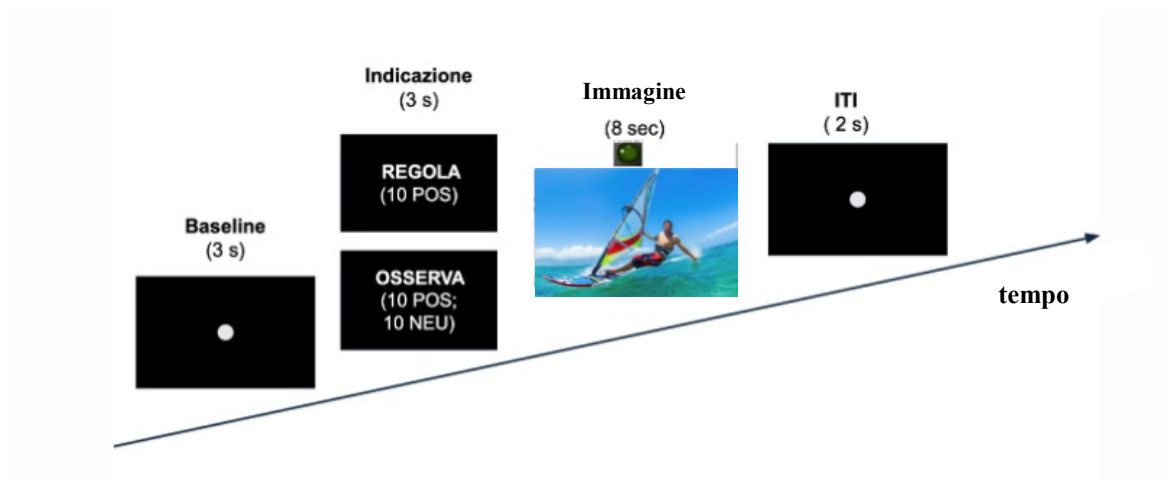 Baseline
(3 s)
Indicazione
(3 s)
REGOLA
(10 POS)
OSSERVA
(10 POS;
10 NEU)
Immagine
(8 sec)
ITI
( 2 s)
tempo